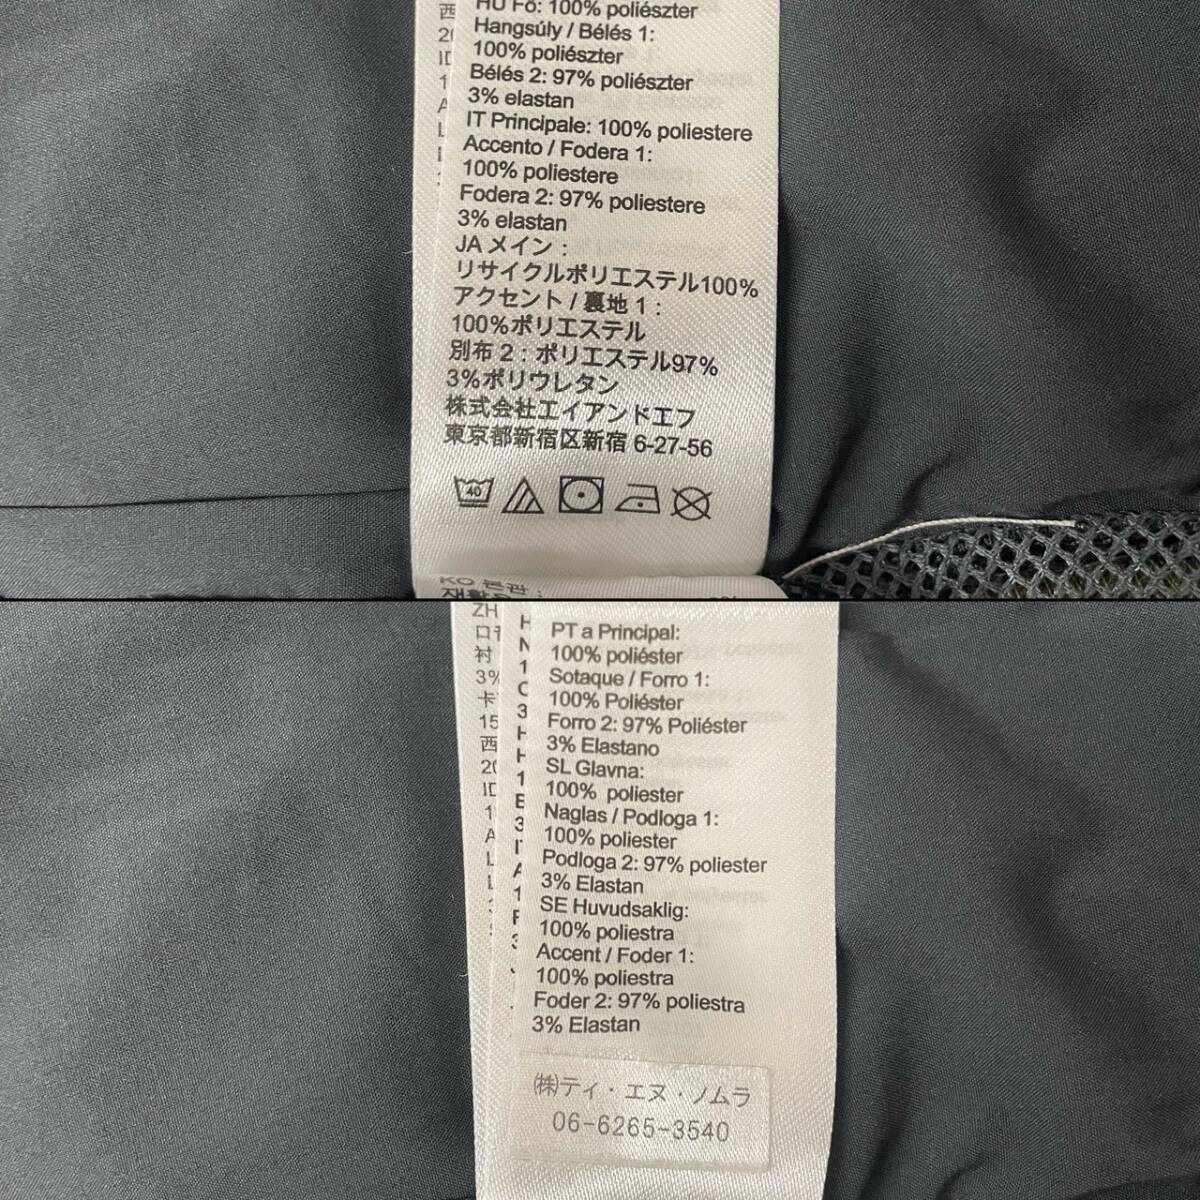 HU Fő: 100% poliészter
Hangsúly / Bélés 1:
100% poliészter
Bélés 2: 97% poliészter
3% elastan
IT Principale: 100% poliestere
Accento / Fodera 1:
100% poliestere
Fodera 2: 97% poliestere
3% elastan
JA メイン:
リサイクルポリエステル100%
アクセント / 裏地 1:
100%ポリエステル
別布 2: ポリエステル97%
3%ポリウレタン
株式会社エイアンドエフ
東京都新宿区新宿 6-27-56
40
KO 본판:
PT a Principal:
100% poliéster
Sotaque / Forro 1:
100% Poliéster
Forro 2: 97% Poliéster
3% Elastano
SL Glavna:
100% poliester
Naglas / Podloga 1:
100% poliester
Podloga 2: 97% poliester
3% Elastan
SE Huvudsaklig:
100% poliestra
Accent / Foder 1:
100% poliestra
Foder 2: 97% poliestra
3% Elastan
㈱ティ・エヌ・ノムラ
06-6265-3540